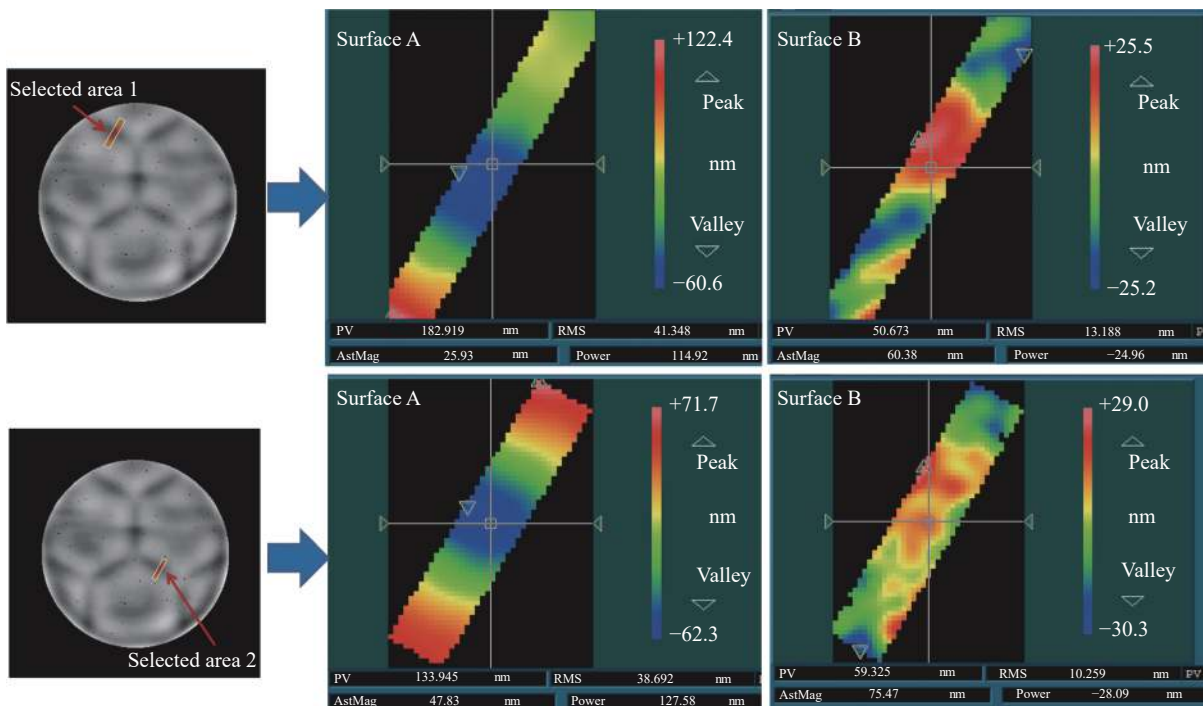 Selected area 1
Surface A
+122.4
Peak
nm
Valley
−60.6
PV 182.919 nm RMS 41.348 nm
AstMag 25.93 nm Power 114.92 nm
Surface B
+25.5
Peak
nm
Valley
−25.2
PV 50.673 nm RMS 13.188 nm
AstMag 60.38 nm Power −24.96 nm
Selected area 2
Surface A
+71.7
Peak
nm
Valley
−62.3
PV 133.945 nm RMS 38.692 nm
AstMag 47.83 nm Power 127.58 nm
Surface B
+29.0
Peak
nm
Valley
−30.3
PV 59.325 nm RMS 10.259 nm PV
AstMag 75.47 nm Power −28.09 nm